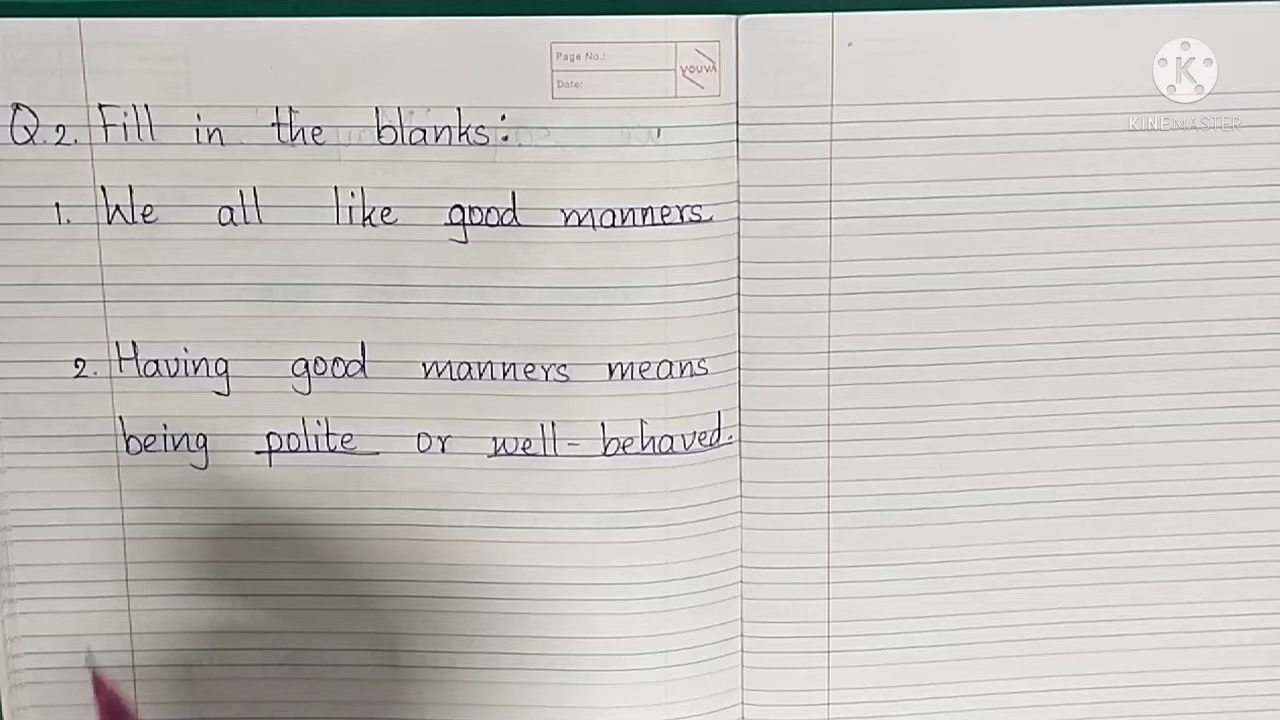 Page No.:
Date:
YOUVA
KINEMASTER
Q.2. Fill in the blanks:
1. We all like good manners.
2. Having good manners means
being polite or well-behaved.